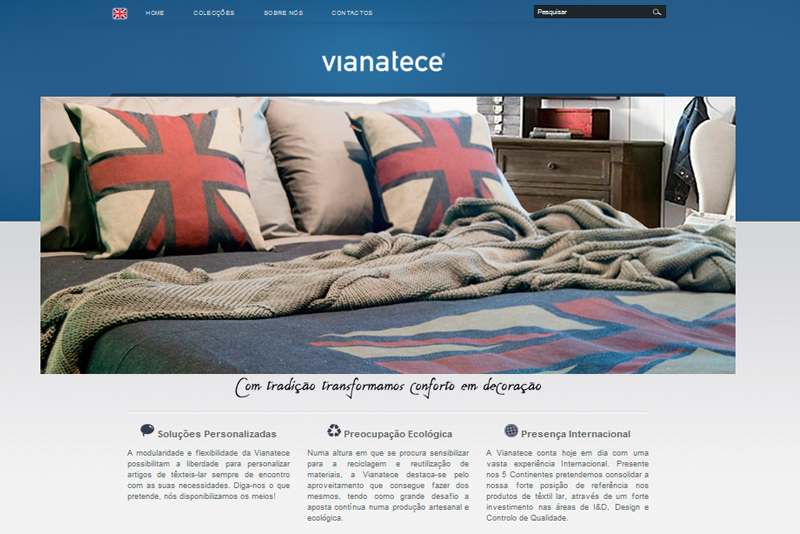 HOME COLECÇÕES SOBRE NÓS CONTACTOS Pesquisar
vianatece®
Com tradição transformamos conforto em decoração
Soluções Personalizadas
A modularidade e flexibilidade da Vianatece
possibilitam a liberdade para personalizar
artigos de têxteis-lar sempre de encontro
com as suas necessidades. Diga-nos o que
pretende, nós disponibilizamos os meios!
Preocupação Ecológica
Numa altura em que se procura sensibilizar
para a reciclagem e reutilização de
materiais, a Vianatece destaca-se pelo
aproveitamento que consegue fazer dos
mesmos, tendo como grande desafio a
aposta contínua numa produção artesanal e
ecológica.
Presença Internacional
A Vianatece conta hoje em dia com uma
vasta experiência Internacional. Presente
nos 5 Continentes pretendemos consolidar a
nossa forte posição de referência nos
produtos de têxtil lar, através de um forte
investimento nas áreas de I&D, Design e
Controlo de Qualidade.